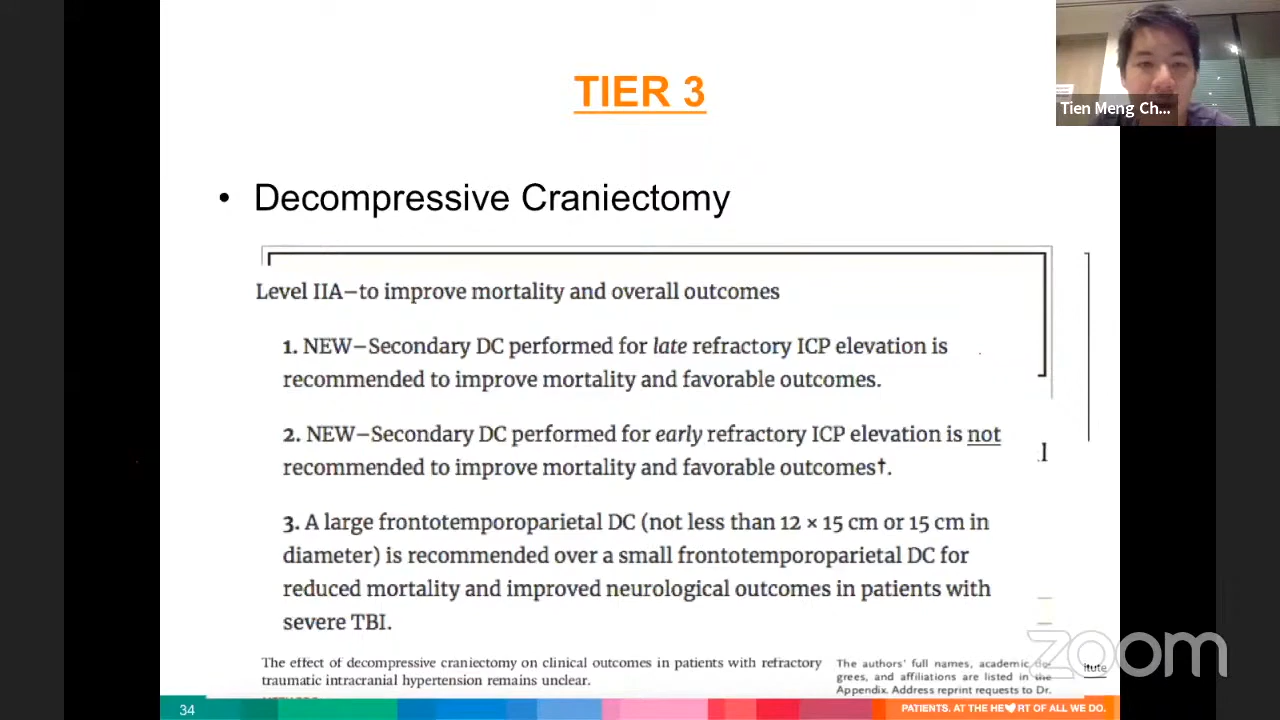 TIER 3
Tien Meng Ch...
• Decompressive Craniectomy
Level IIA–to improve mortality and overall outcomes
1. NEW–Secondary DC performed for late refractory ICP elevation is
recommended to improve mortality and favorable outcomes.
2. NEW–Secondary DC performed for early refractory ICP elevation is not
recommended to improve mortality and favorable outcomes†.
3. A large frontotemporoparietal DC (not less than 12 × 15 cm or 15 cm in
diameter) is recommended over a small frontotemporoparietal DC for
reduced mortality and improved neurological outcomes in patients with
severe TBI.
The effect of decompressive craniectomy on clinical outcomes in patients with refractory
traumatic intracranial hypertension remains unclear.
The authors' full names, academic de-
grees, and affiliations are listed in the
Appendix. Address reprint requests to Dr.
zoom
34
PATIENTS. AT THE HE♥RT OF ALL WE DO.